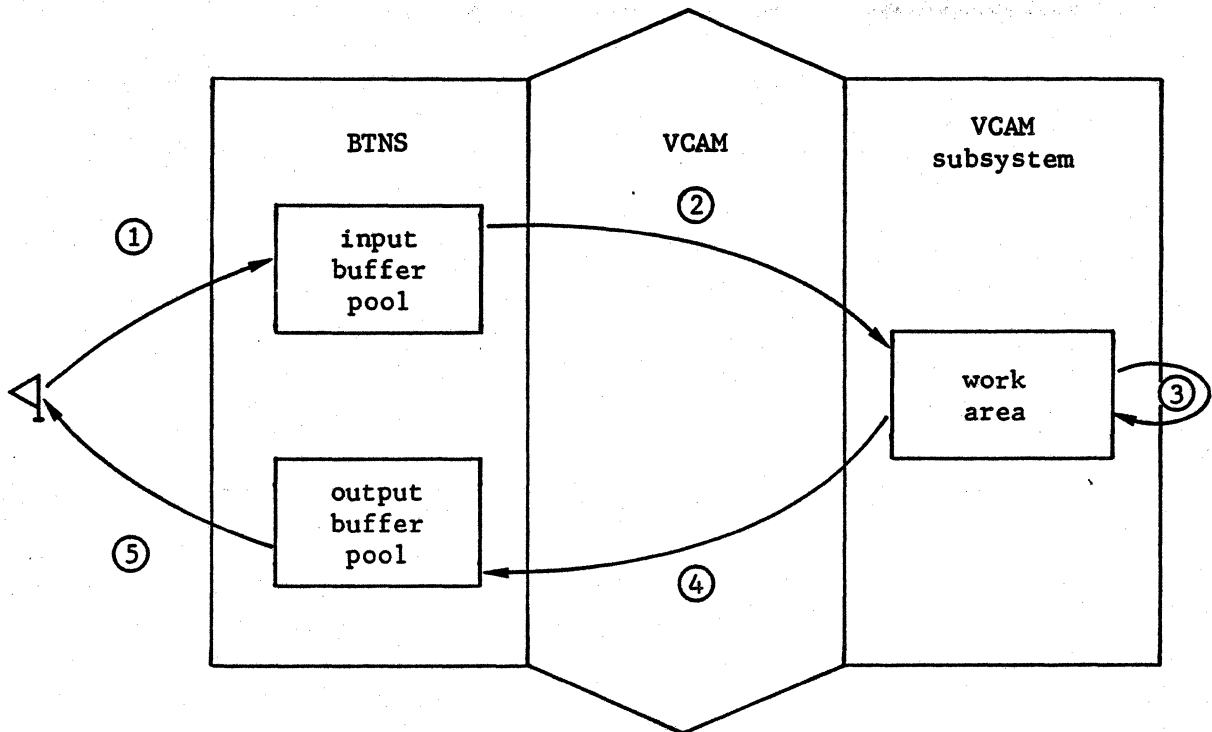 BTNS
VCAM
VCAM
subsystem
①
②
input
buffer
pool
work
area
③
output
buffer
pool
⑤
④